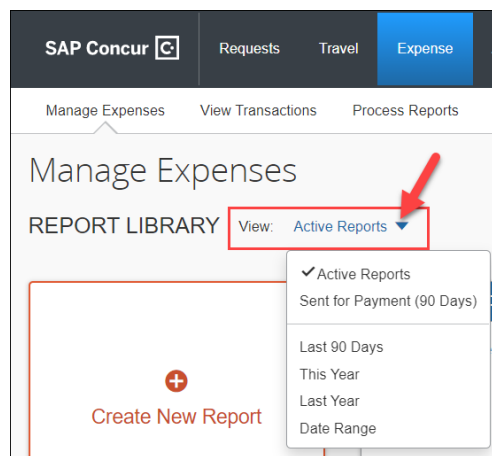 SAP Concur C Requests Travel Expense
Manage Expenses View Transactions Process Reports
Manage Expenses
REPORT LIBRARY View: Active Reports
Active Reports
Sent for Payment (90 Days)
Last 90 Days
This Year
Last Year
Date Range
Create New Report